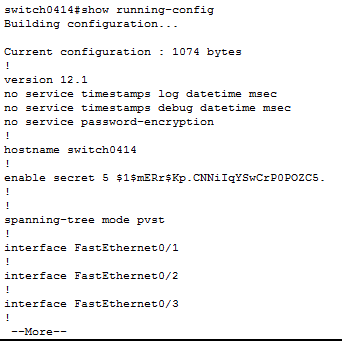 switch0414#show running-config
Building configuration...
Current configuration : 1074 bytes
!
version 12.1
no service timestamps log datetime msec
no service timestamps debug datetime msec
no service password-encryption
!
hostname switch0414
!
enable secret 5 $1$mERr$Kp.CNNiIqYSwCrP0POZC5.
!
!
spanning-tree mode pvst
!
interface FastEthernet0/1
!
interface FastEthernet0/2
!
interface FastEthernet0/3
!
--More--